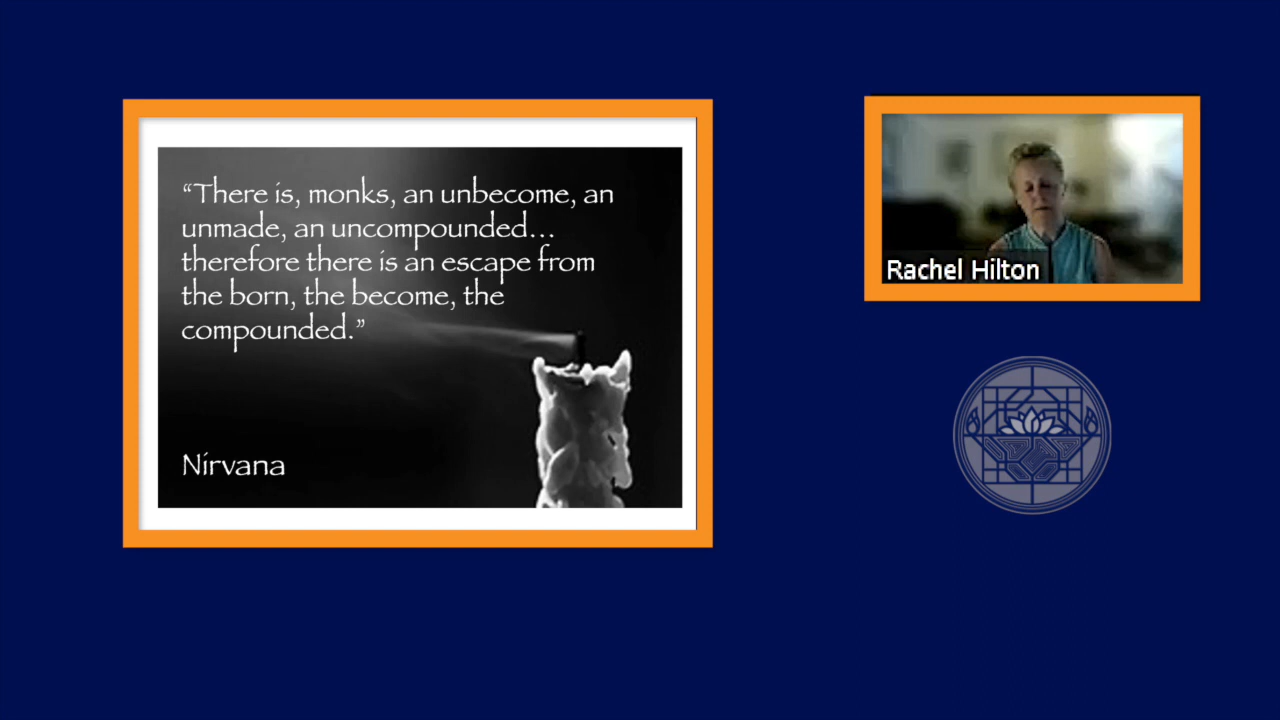 “There is, monks, an unbecome, an
unmade, an uncompounded...
therefore there is an escape from
the born, the become, the
compounded.”
Nirvana
Rachel Hilton